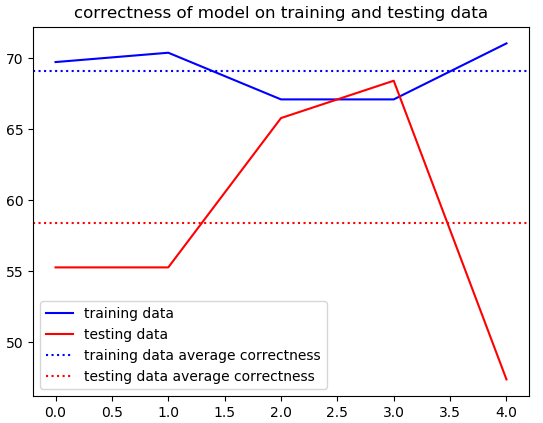 correctness of model on training and testing data
70
65
60
55
50
training data
testing data
training data average correctness
testing data average correctness
0.0 0.5 1.0 1.5 2.0 2.5 3.0 3.5 4.0